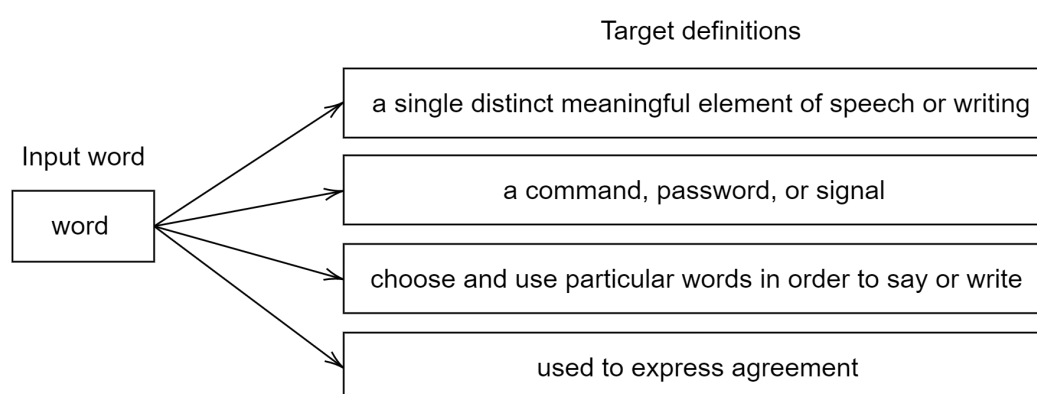 Target definitions
a single distinct meaningful element of speech or writing
Input word
a command, password, or signal
word
choose and use particular words in order to say or write
used to express agreement